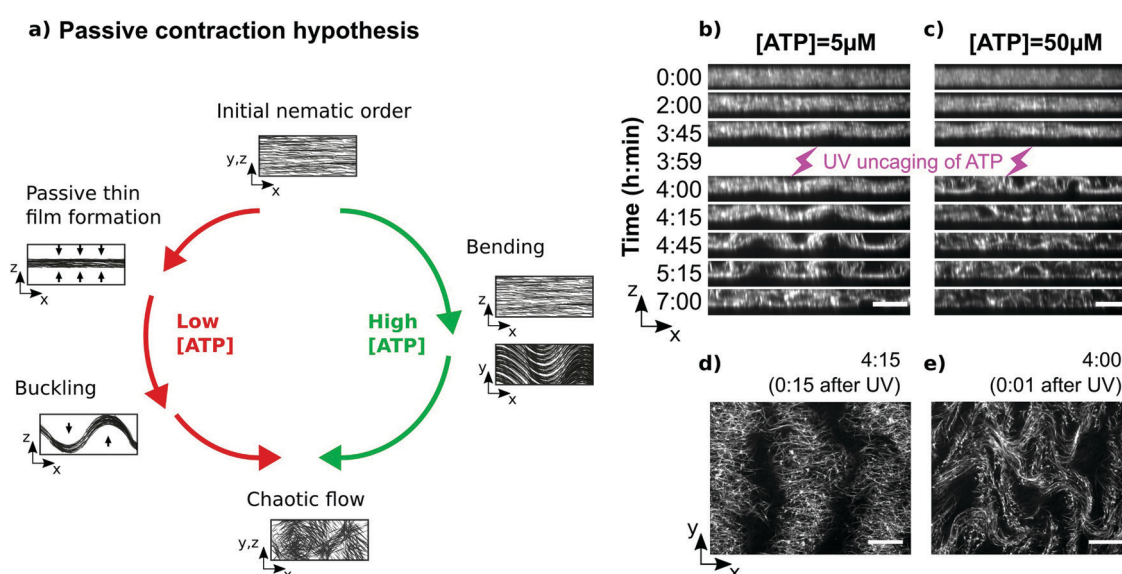 a) Passive contraction hypothesis
Initial nematic order
y,z
x
Passive thin
film formation
z
x
Low
[ATP]
High
[ATP]
Bending
z
x
y
x
Buckling
z
x
Chaotic flow
y,z
x
b)
[ATP]=5µM
c)
[ATP]=50µM
Time (h:min)
0:00
2:00
3:45
3:59
UV uncaging of ATP
4:00
4:15
4:45
5:15
7:00
z
x
d)
4:15
(0:15 after UV)
e)
4:00
(0:01 after UV)
y
x